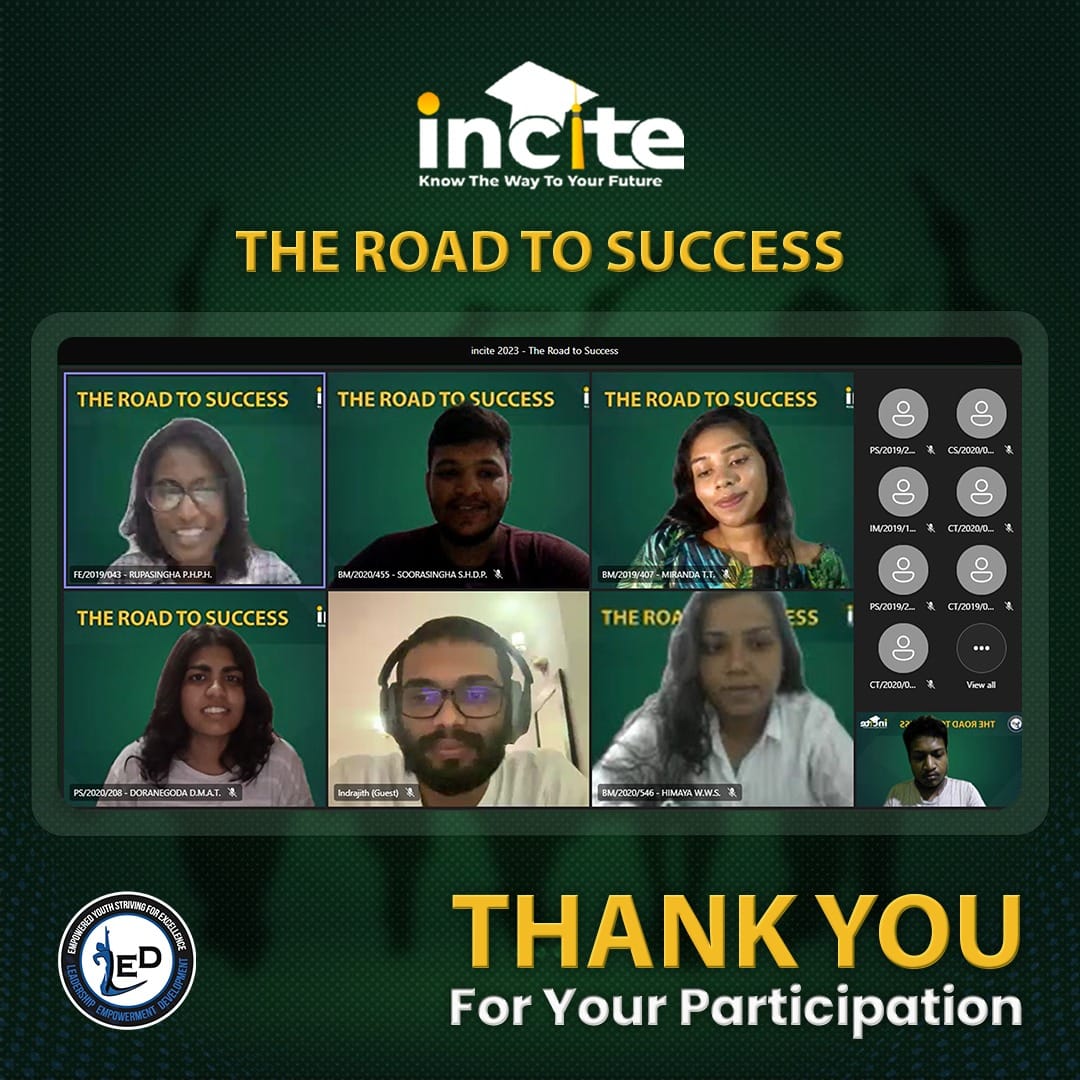 incite
Know The Way To Your Future
THE ROAD TO SUCCESS
incite 2023 - The Road to Success
THE ROAD TO SUCCESS
FE/2019/043 - RUPASINGHA P.H.P.H.
THE ROAD TO SUCCESS
BM/2020/455 - SOORASINGHA S.H.D.P.
THE ROAD TO SUCCESS
BM/2019/407 - MIRANDA T.T.
PS/2019/2...
CS/2020/0...
IM/2019/1...
CT/2020/0...
PS/2019/2...
CT/2019/0...
CT/2020/0...
View all
THE ROAD TO SUCCESS
PS/2020/208 - DORANEGODA D.M.A.T.
Indrajith (Guest)
THE ROA ESS
BM/2020/546 - HIMAYA W.W.S.
incite THE ROAD T
EMPOWERED YOUTH STRIVING FOR EXCELLENCE
LED
LEADERSHIP EMPOWERMENT DEVELOPMENT
THANK YOU
For Your Participation